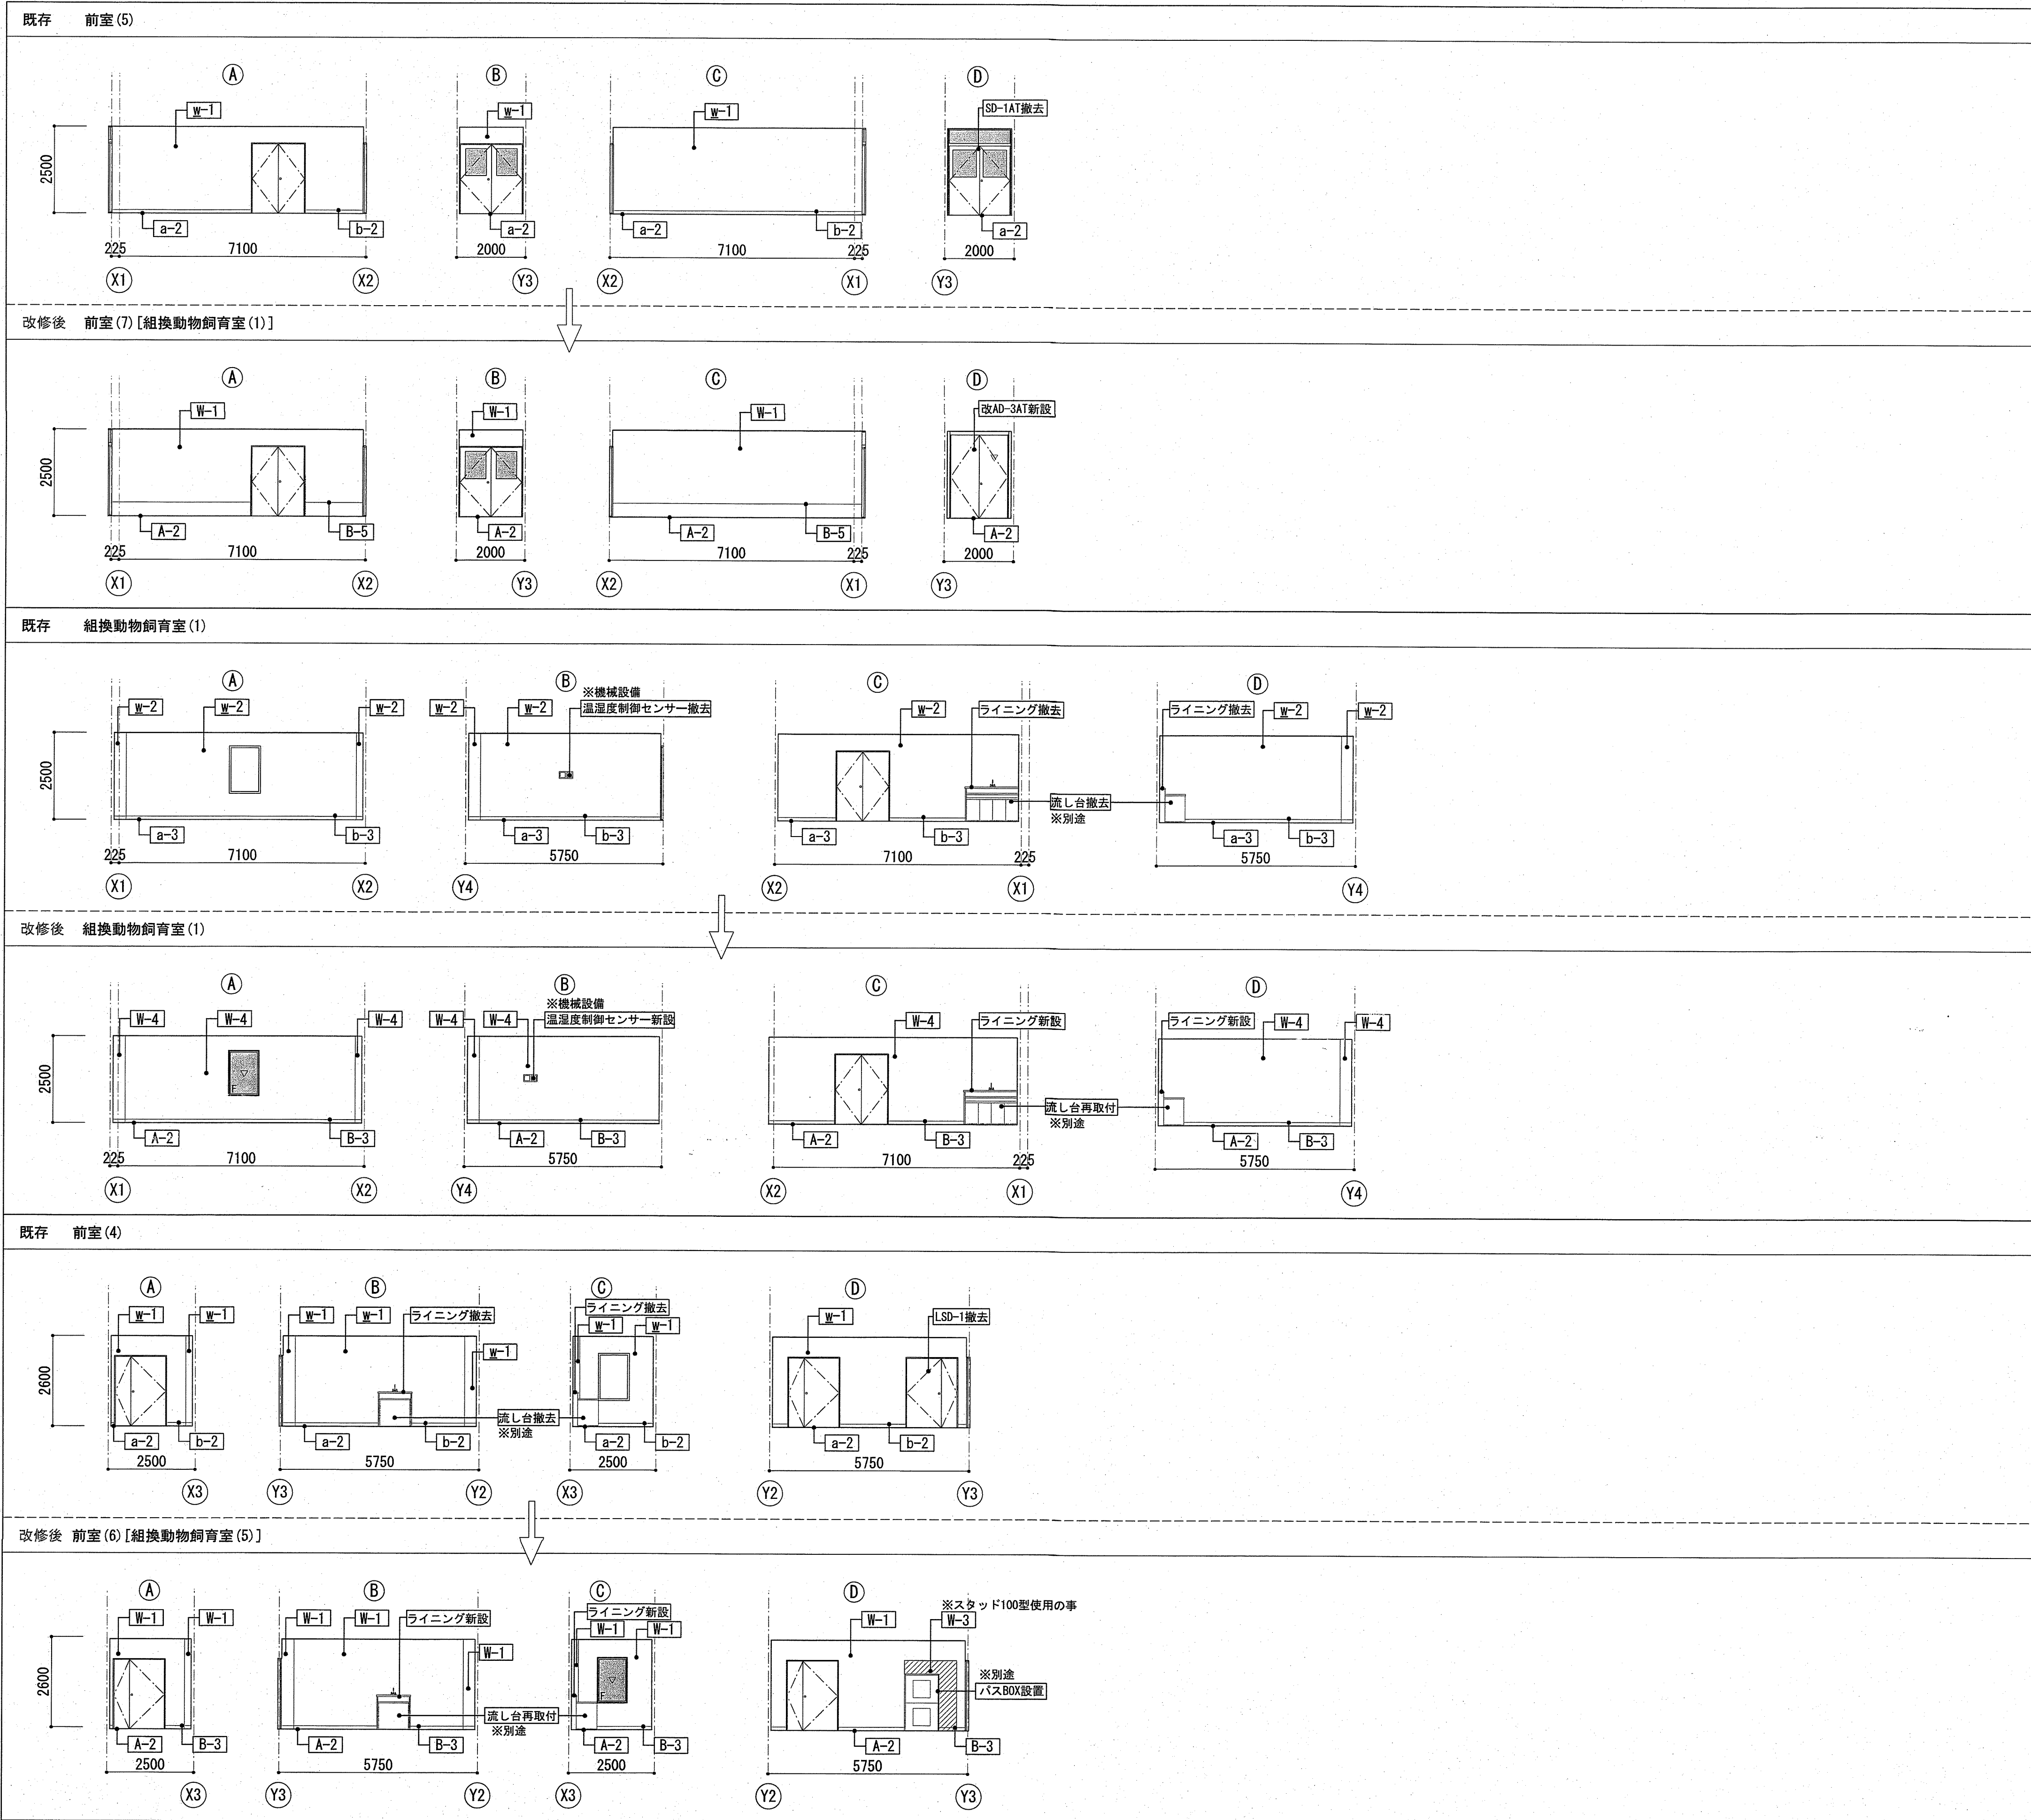 既存 前室(5)
Ⓐ Ⓑ Ⓒ Ⓓ
w-1 w-1 w-1 SD-1AT撤去
2500
a-2 b-2 a-2 a-2 b-2 a-2
225 7100 2000 7100 225 2000
X1 X2 Y3 X2 X1 Y3
改修後 前室(7)[組換動物飼育室(1)]
Ⓐ Ⓑ Ⓒ Ⓓ
W-1 W-1 W-1 改AD-3AT新設
2500
A-2 B-5 A-2 A-2 B-5 A-2
225 7100 2000 7100 225 2000
X1 X2 Y3 X2 X1 Y3
既存 組換動物飼育室(1)
Ⓐ Ⓑ Ⓒ Ⓓ
※機械設備
w-2 w-2 w-2 w-2 w-2 温湿度制御センサー撤去 w-2 ライニング撤去 ライニング撤去 w-2 w-2
2500
流し台撤去
※別途
a-3 b-3 a-3 b-3 a-3 b-3 a-3 b-3
225 7100 5750 7100 225 5750
X1 X2 Y4 X2 X1 Y4
改修後 組換動物飼育室(1)
Ⓐ Ⓑ Ⓒ Ⓓ
※機械設備
W-4 W-4 W-4 W-4 W-4 温湿度制御センサー新設 W-4 ライニング新設 ライニング新設 W-4 W-4
2500
F
流し台再取付
※別途
A-2 B-3 A-2 B-3 A-2 B-3 A-2 B-3
225 7100 5750 7100 225 5750
X1 X2 Y4 X2 X1 Y4
既存 前室(4)
Ⓐ Ⓑ Ⓒ Ⓓ
ライニング撤去
w-1 w-1 w-1 w-1 ライニング撤去 w-1 w-1 w-1 LSD-1撤去
w-1
2600
流し台撤去
※別途
a-2 b-2 a-2 b-2 a-2 b-2 a-2 b-2
2500 5750 2500 5750
X3 Y3 Y2 X3 Y2 Y3
改修後 前室(6)[組換動物飼育室(5)]
Ⓐ Ⓑ Ⓒ Ⓓ
※スタッド100型使用の事
ライニング新設
W-1 W-1 W-1 W-1 ライニング新設 W-1 W-1 W-1 W-3
W-1
2600
※別途
パスBOX設置
F
流し台再取付
※別途
A-2 B-3 A-2 B-3 A-2 B-3 A-2 B-3
2500 5750 2500 5750
X3 Y3 Y2 X3 Y2 Y3